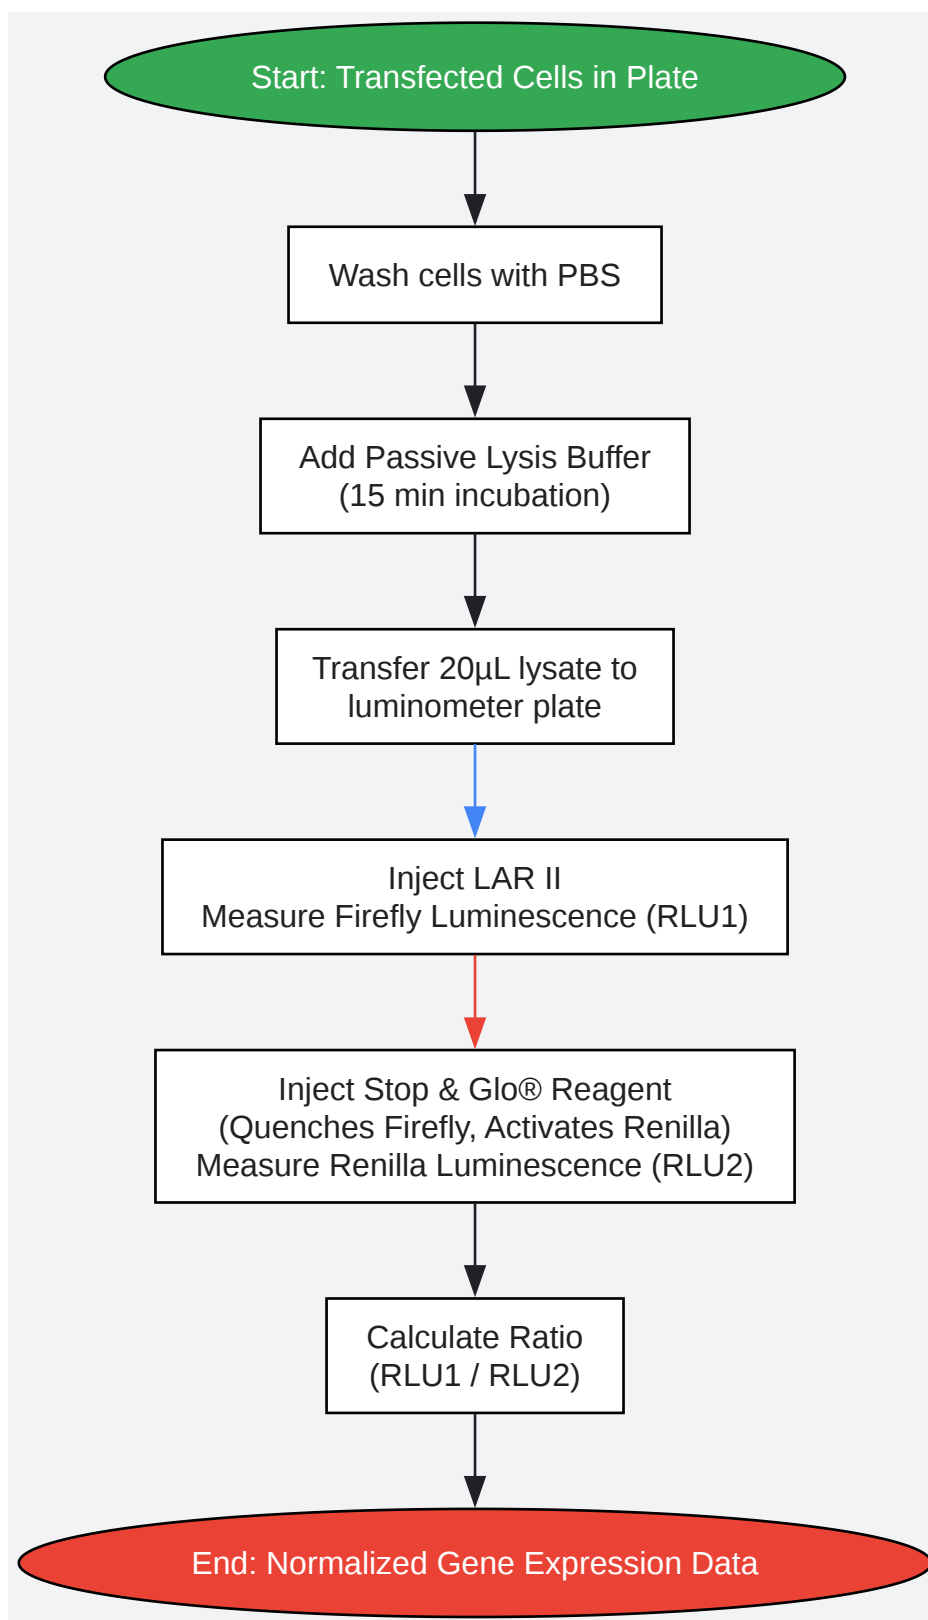 Start: Transfected Cells in Plate
Wash cells with PBS
Add Passive Lysis Buffer
(15 min incubation)
Transfer 20µL lysate to
luminometer plate
Inject LAR II
Measure Firefly Luminescence (RLU1)
Inject Stop & Glo® Reagent
(Quenches Firefly, Activates Renilla)
Measure Renilla Luminescence (RLU2)
Calculate Ratio
(RLU1 / RLU2)
End: Normalized Gene Expression Data